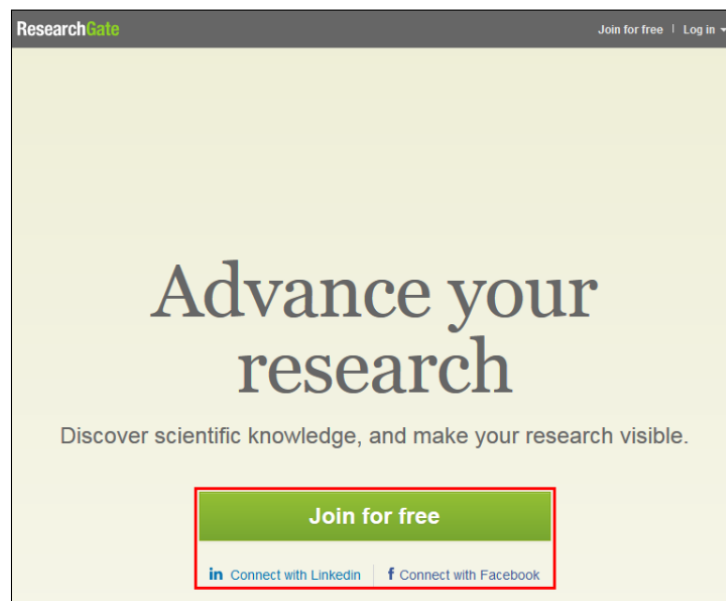 ResearchGate Join for free | Log in
Advance your
research
Discover scientific knowledge, and make your research visible.
Join for free
in Connect with Linkedin | f Connect with Facebook